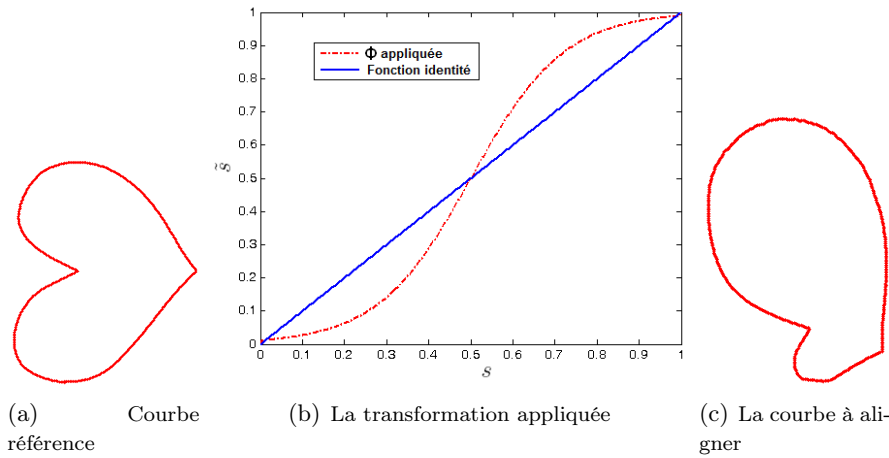 1
0.9
0.8
0.7
0.6
0.5
0.4
0.3
0.2
0.1
0
s̃
Φ appliquée
Fonction identité
0 0.1 0.2 0.3 0.4 0.5 0.6 0.7 0.8 0.9 1
s
(a) Courbe
référence
(b) La transformation appliquée
(c) La courbe à ali-
gner